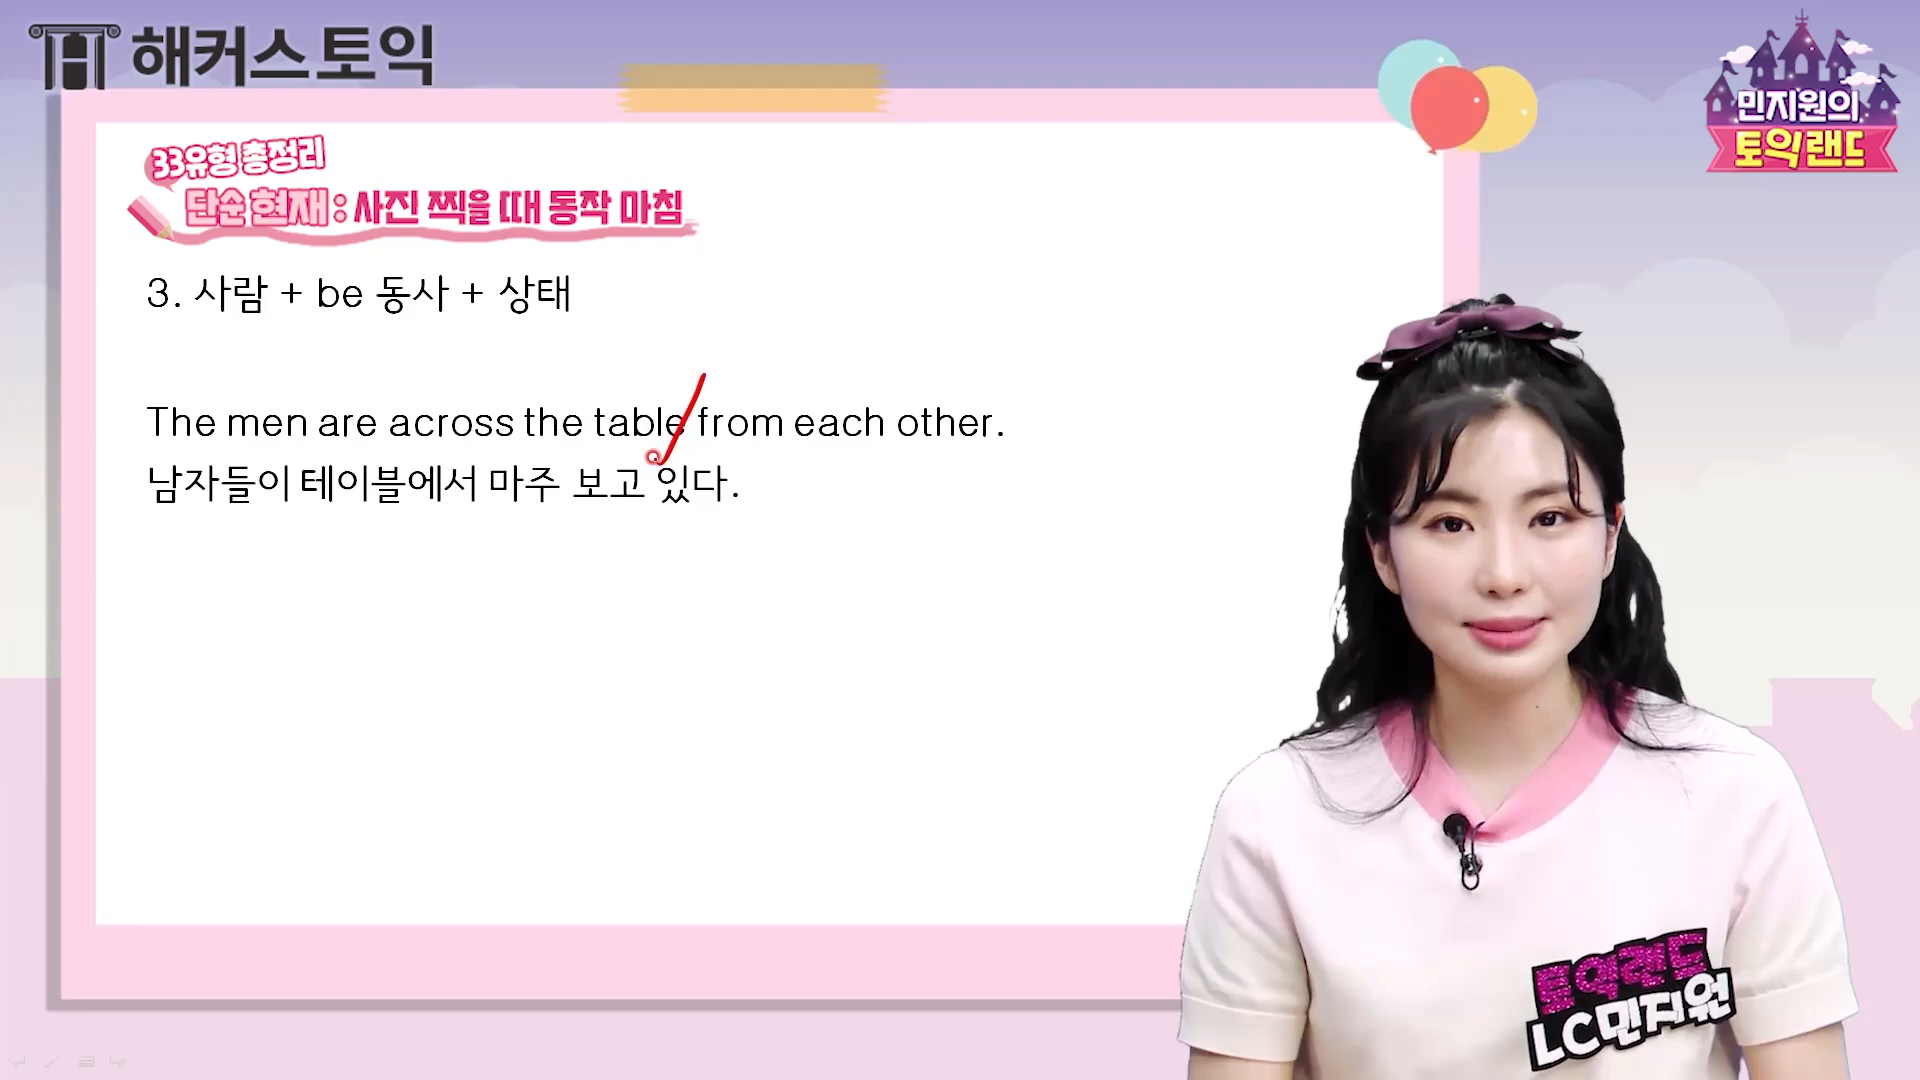 해커스토익
민지원의
토익랜드
33유형 총정리
단순 현재 : 사진 찍을 때 동작 마침
3. 사람 + be 동사 + 상태
The men are across the table from each other.
남자들이 테이블에서 마주 보고 있다.
토익랜드
LC민지원